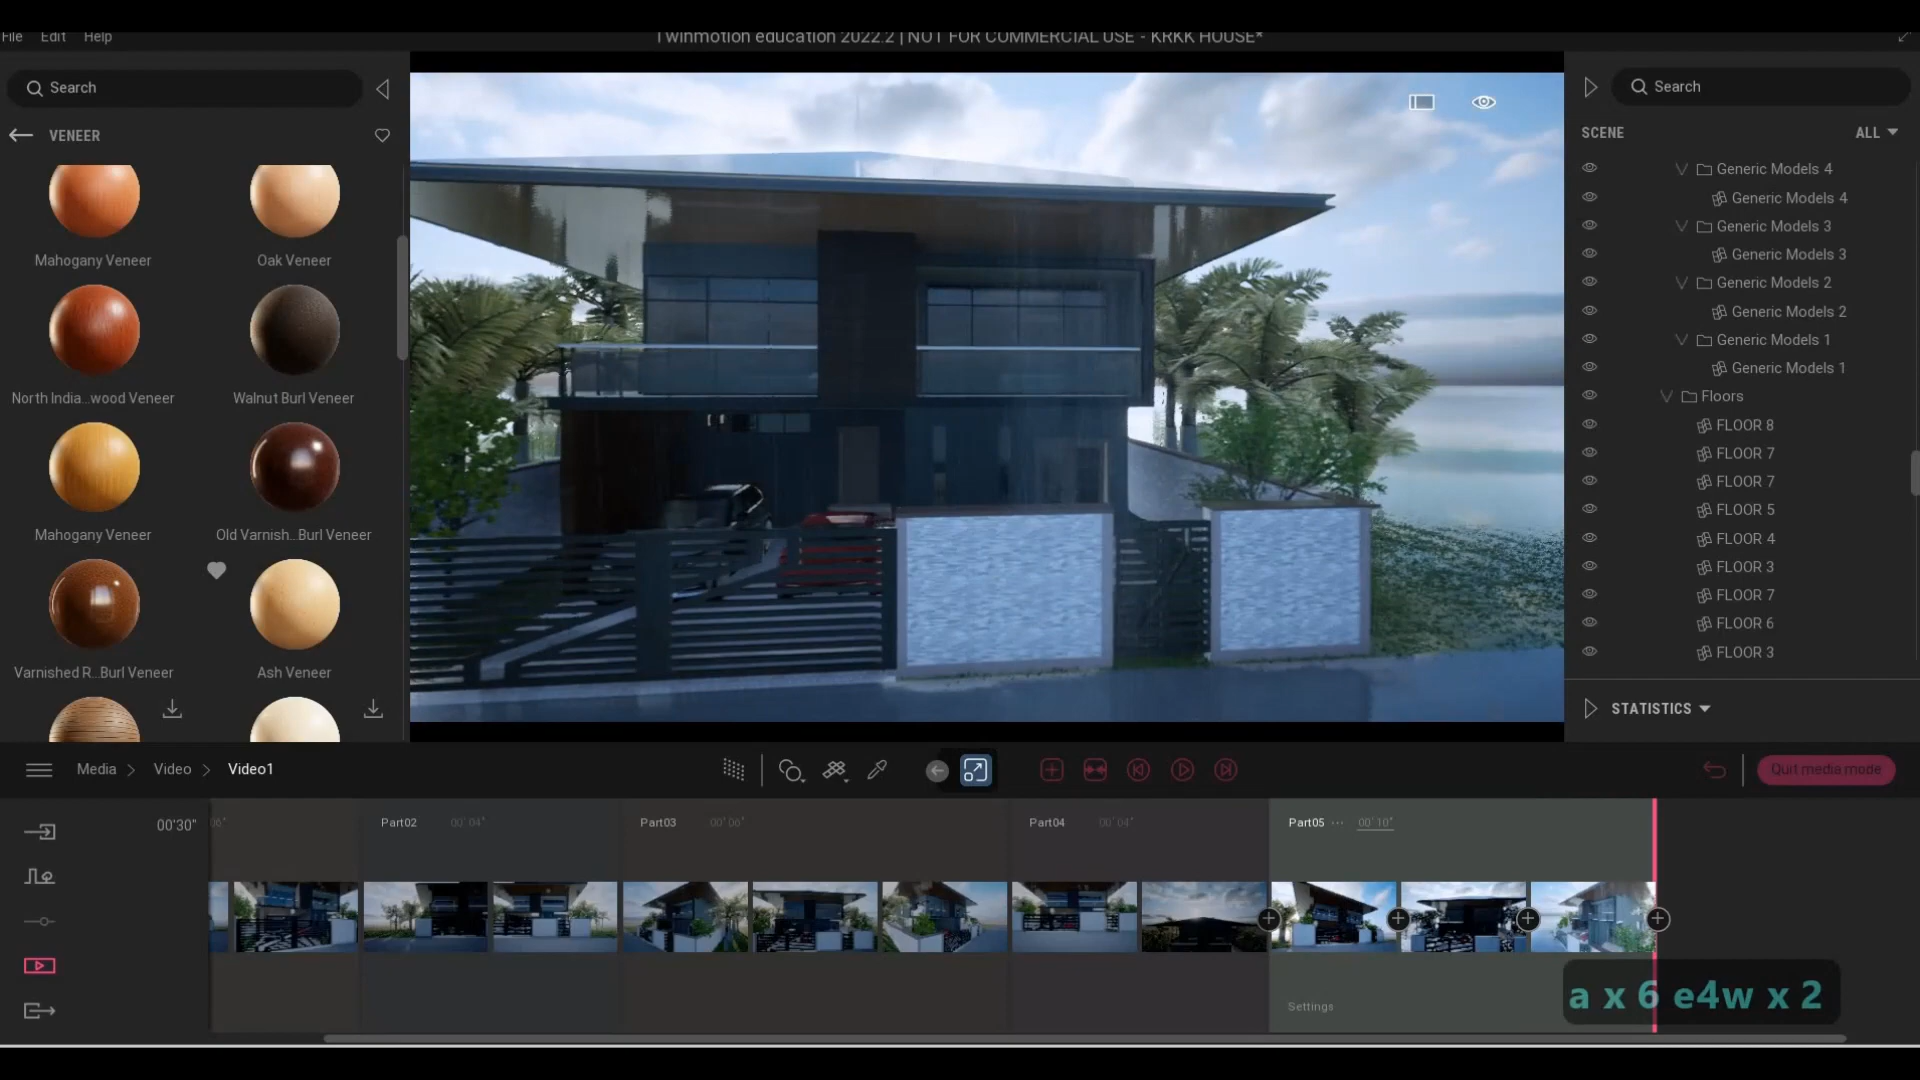 File Edit Help
Twinmotion education 2022.2 | NOT FOR COMMERCIAL USE - KRKK HOUSE*
Search
VENEER
Mahogany Veneer
Oak Veneer
North India...wood Veneer
Walnut Burl Veneer
Mahogany Veneer
Old Varnish...Burl Veneer
Varnished R...Burl Veneer
Ash Veneer
Search
SCENE
ALL
Generic Models 4
Generic Models 4
Generic Models 3
Generic Models 3
Generic Models 2
Generic Models 2
Generic Models 1
Generic Models 1
Floors
FLOOR 8
FLOOR 7
FLOOR 7
FLOOR 5
FLOOR 4
FLOOR 3
FLOOR 7
FLOOR 6
FLOOR 3
STATISTICS
Media > Video > Video1
Quit media mode
00'30"
06"
Part02 00'04"
Part03 00'06"
Part04 00'04"
Part05 ... 00'10"
Settings
a x 6 e4w x 2